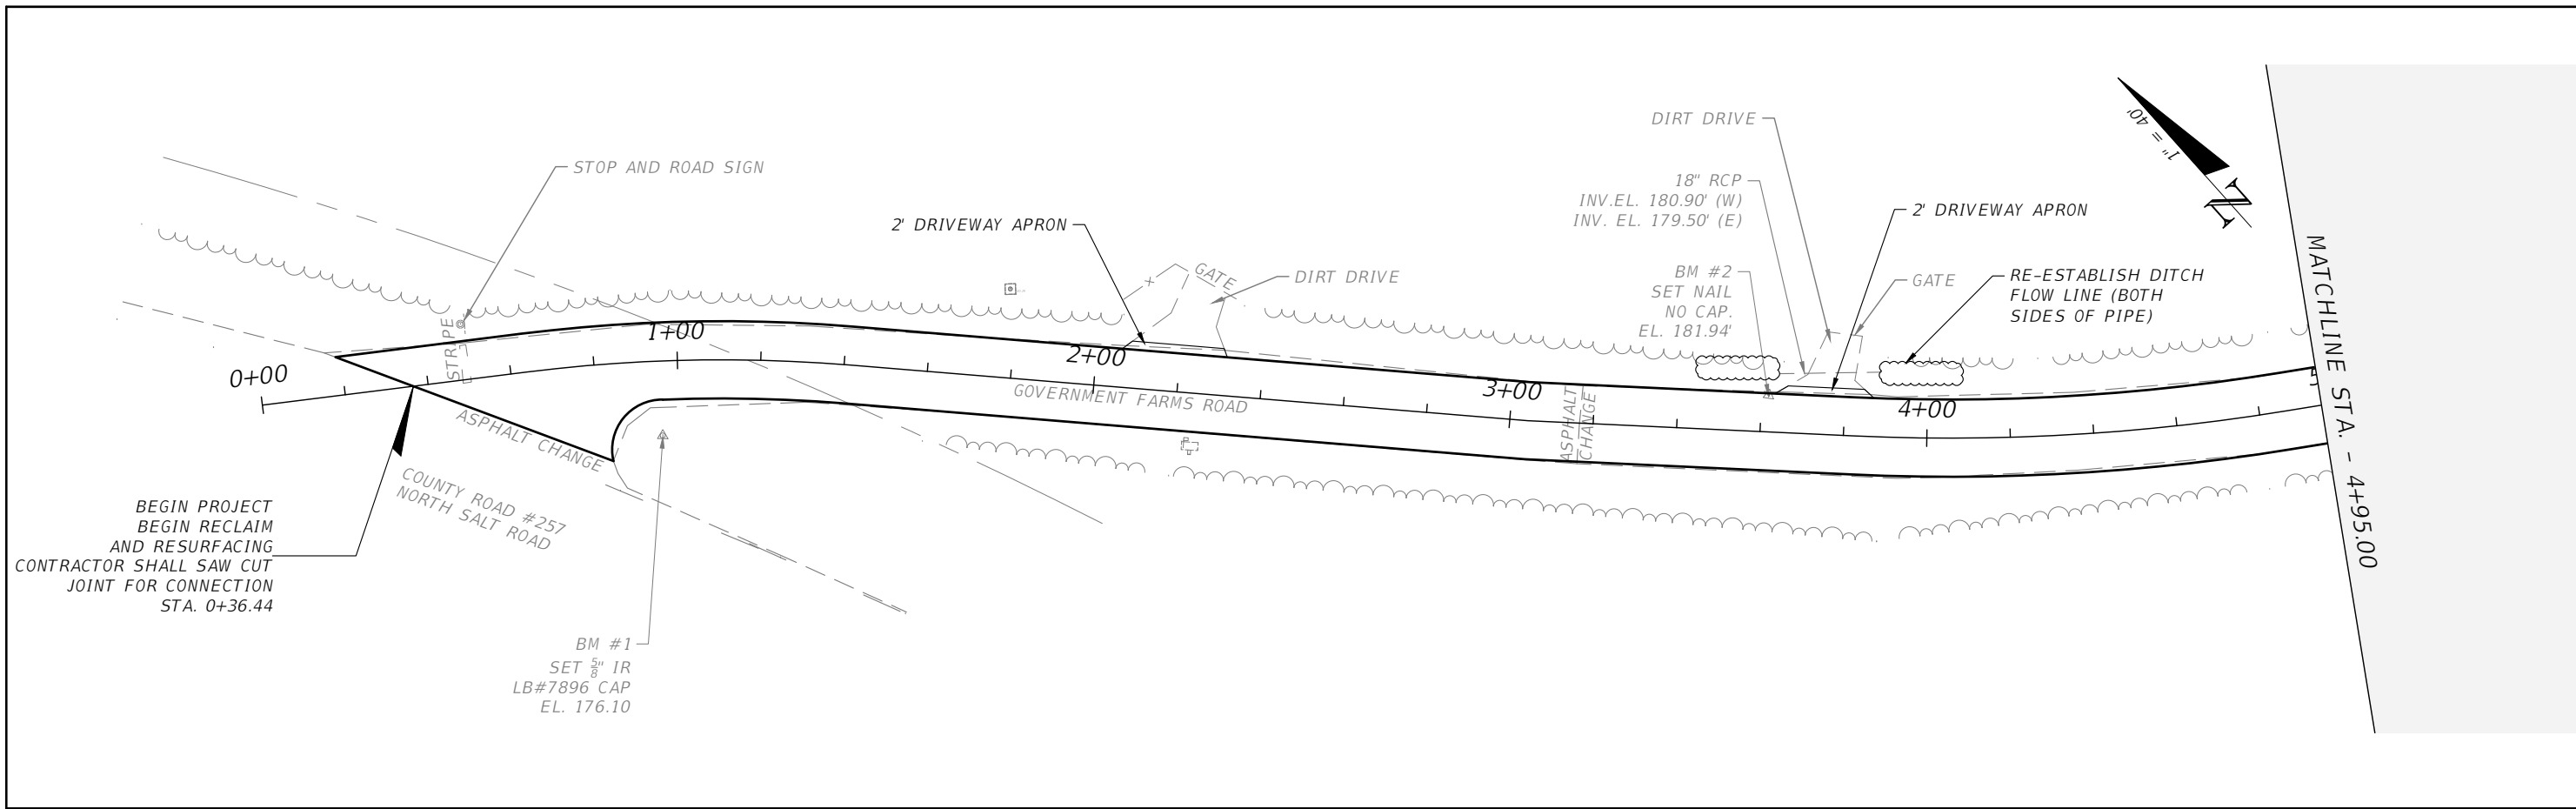 STOP AND ROAD SIGN
2' DRIVEWAY APRON
GATE
DIRT DRIVE
DIRT DRIVE
18" RCP
INV.EL. 180.90' (W)
INV. EL. 179.50' (E)
BM #2
SET NAIL
NO CAP.
EL. 181.94'
2' DRIVEWAY APRON
GATE
RE-ESTABLISH DITCH
FLOW LINE (BOTH
SIDES OF PIPE)
1" = 40'
N
MATCHLINE STA. - 4+95.00
0+00
STRIPE
1+00
2+00
3+00
4+00
5
GOVERNMENT FARMS ROAD
ASPHALT
CHANGE
ASPHALT CHANGE
COUNTY ROAD #257
NORTH SALT ROAD
BEGIN PROJECT
BEGIN RECLAIM
AND RESURFACING
CONTRACTOR SHALL SAW CUT
JOINT FOR CONNECTION
STA. 0+36.44
BM #1
SET 5/8" IR
LB#7896 CAP
EL. 176.10